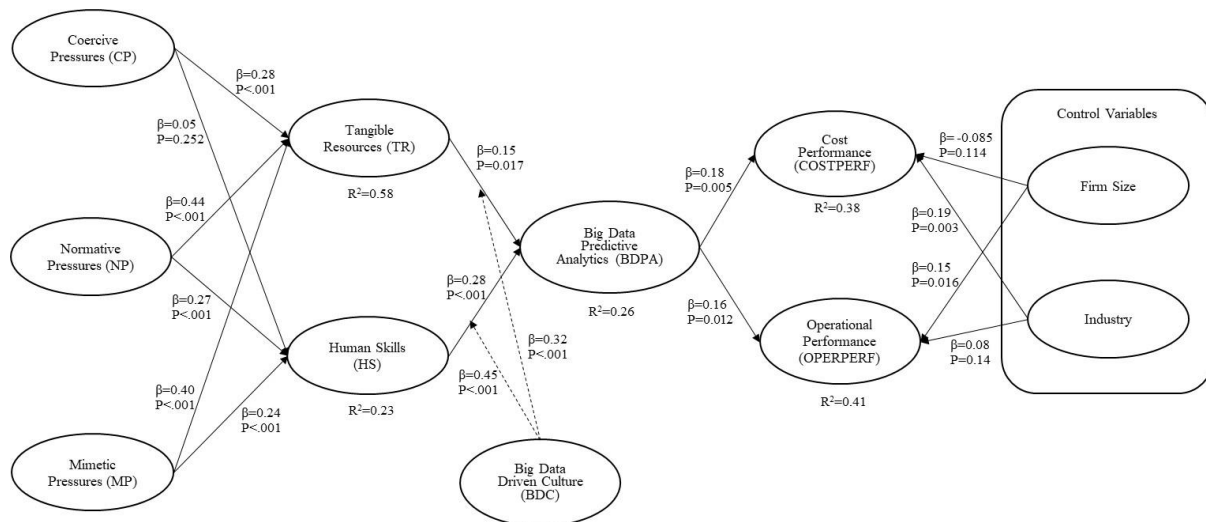 Coercive
Pressures (CP)
β=0.28
P<.001
β=0.05
P=0.252
Tangible
Resources (TR)
R²=0.58
β=0.15
P=0.017
Cost
Performance
(COSTPERF)
R²=0.38
Control Variables
β= -0.085
P=0.114
Firm Size
β=0.18
P=0.005
β=0.44
P<.001
Normative
Pressures (NP)
β=0.27
P<.001
Big Data
Predictive
Analytics (BDPA)
R²=0.26
β=0.19
P=0.003
β=0.15
P=0.016
β=0.28
P<.001
β=0.16
P=0.012
Industry
Human Skills
(HS)
R²=0.23
Operational
Performance
(OPERPERF)
R²=0.41
β=0.08
P=0.14
β=0.32
P<.001
β=0.45
P<.001
β=0.40
P<.001
β=0.24
P<.001
Mimetic
Pressures (MP)
Big Data
Driven Culture
(BDC)